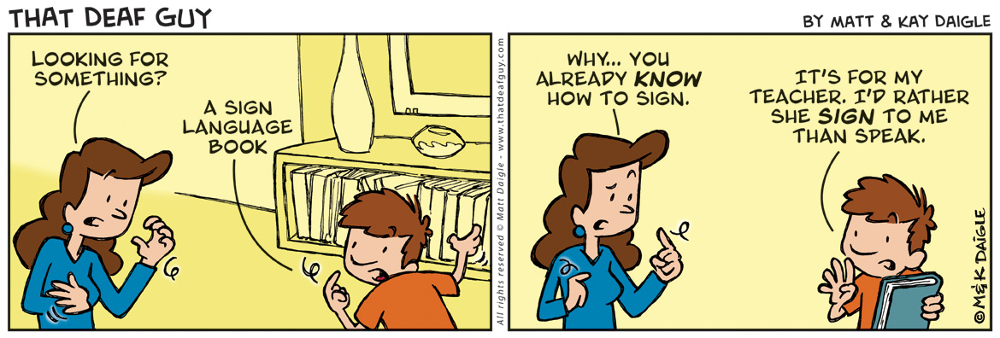 THAT DEAF GUY
BY MATT & KAY DAIGLE
LOOKING FOR
SOMETHING?
A SIGN
LANGUAGE
BOOK
All rights reserved © Matt Daigle - www.thatdeafguy.com
WHY... YOU
ALREADY KNOW
HOW TO SIGN.
IT'S FOR MY
TEACHER. I'D RATHER
SHE SIGN TO ME
THAN SPEAK.
© M & K DAIGLE